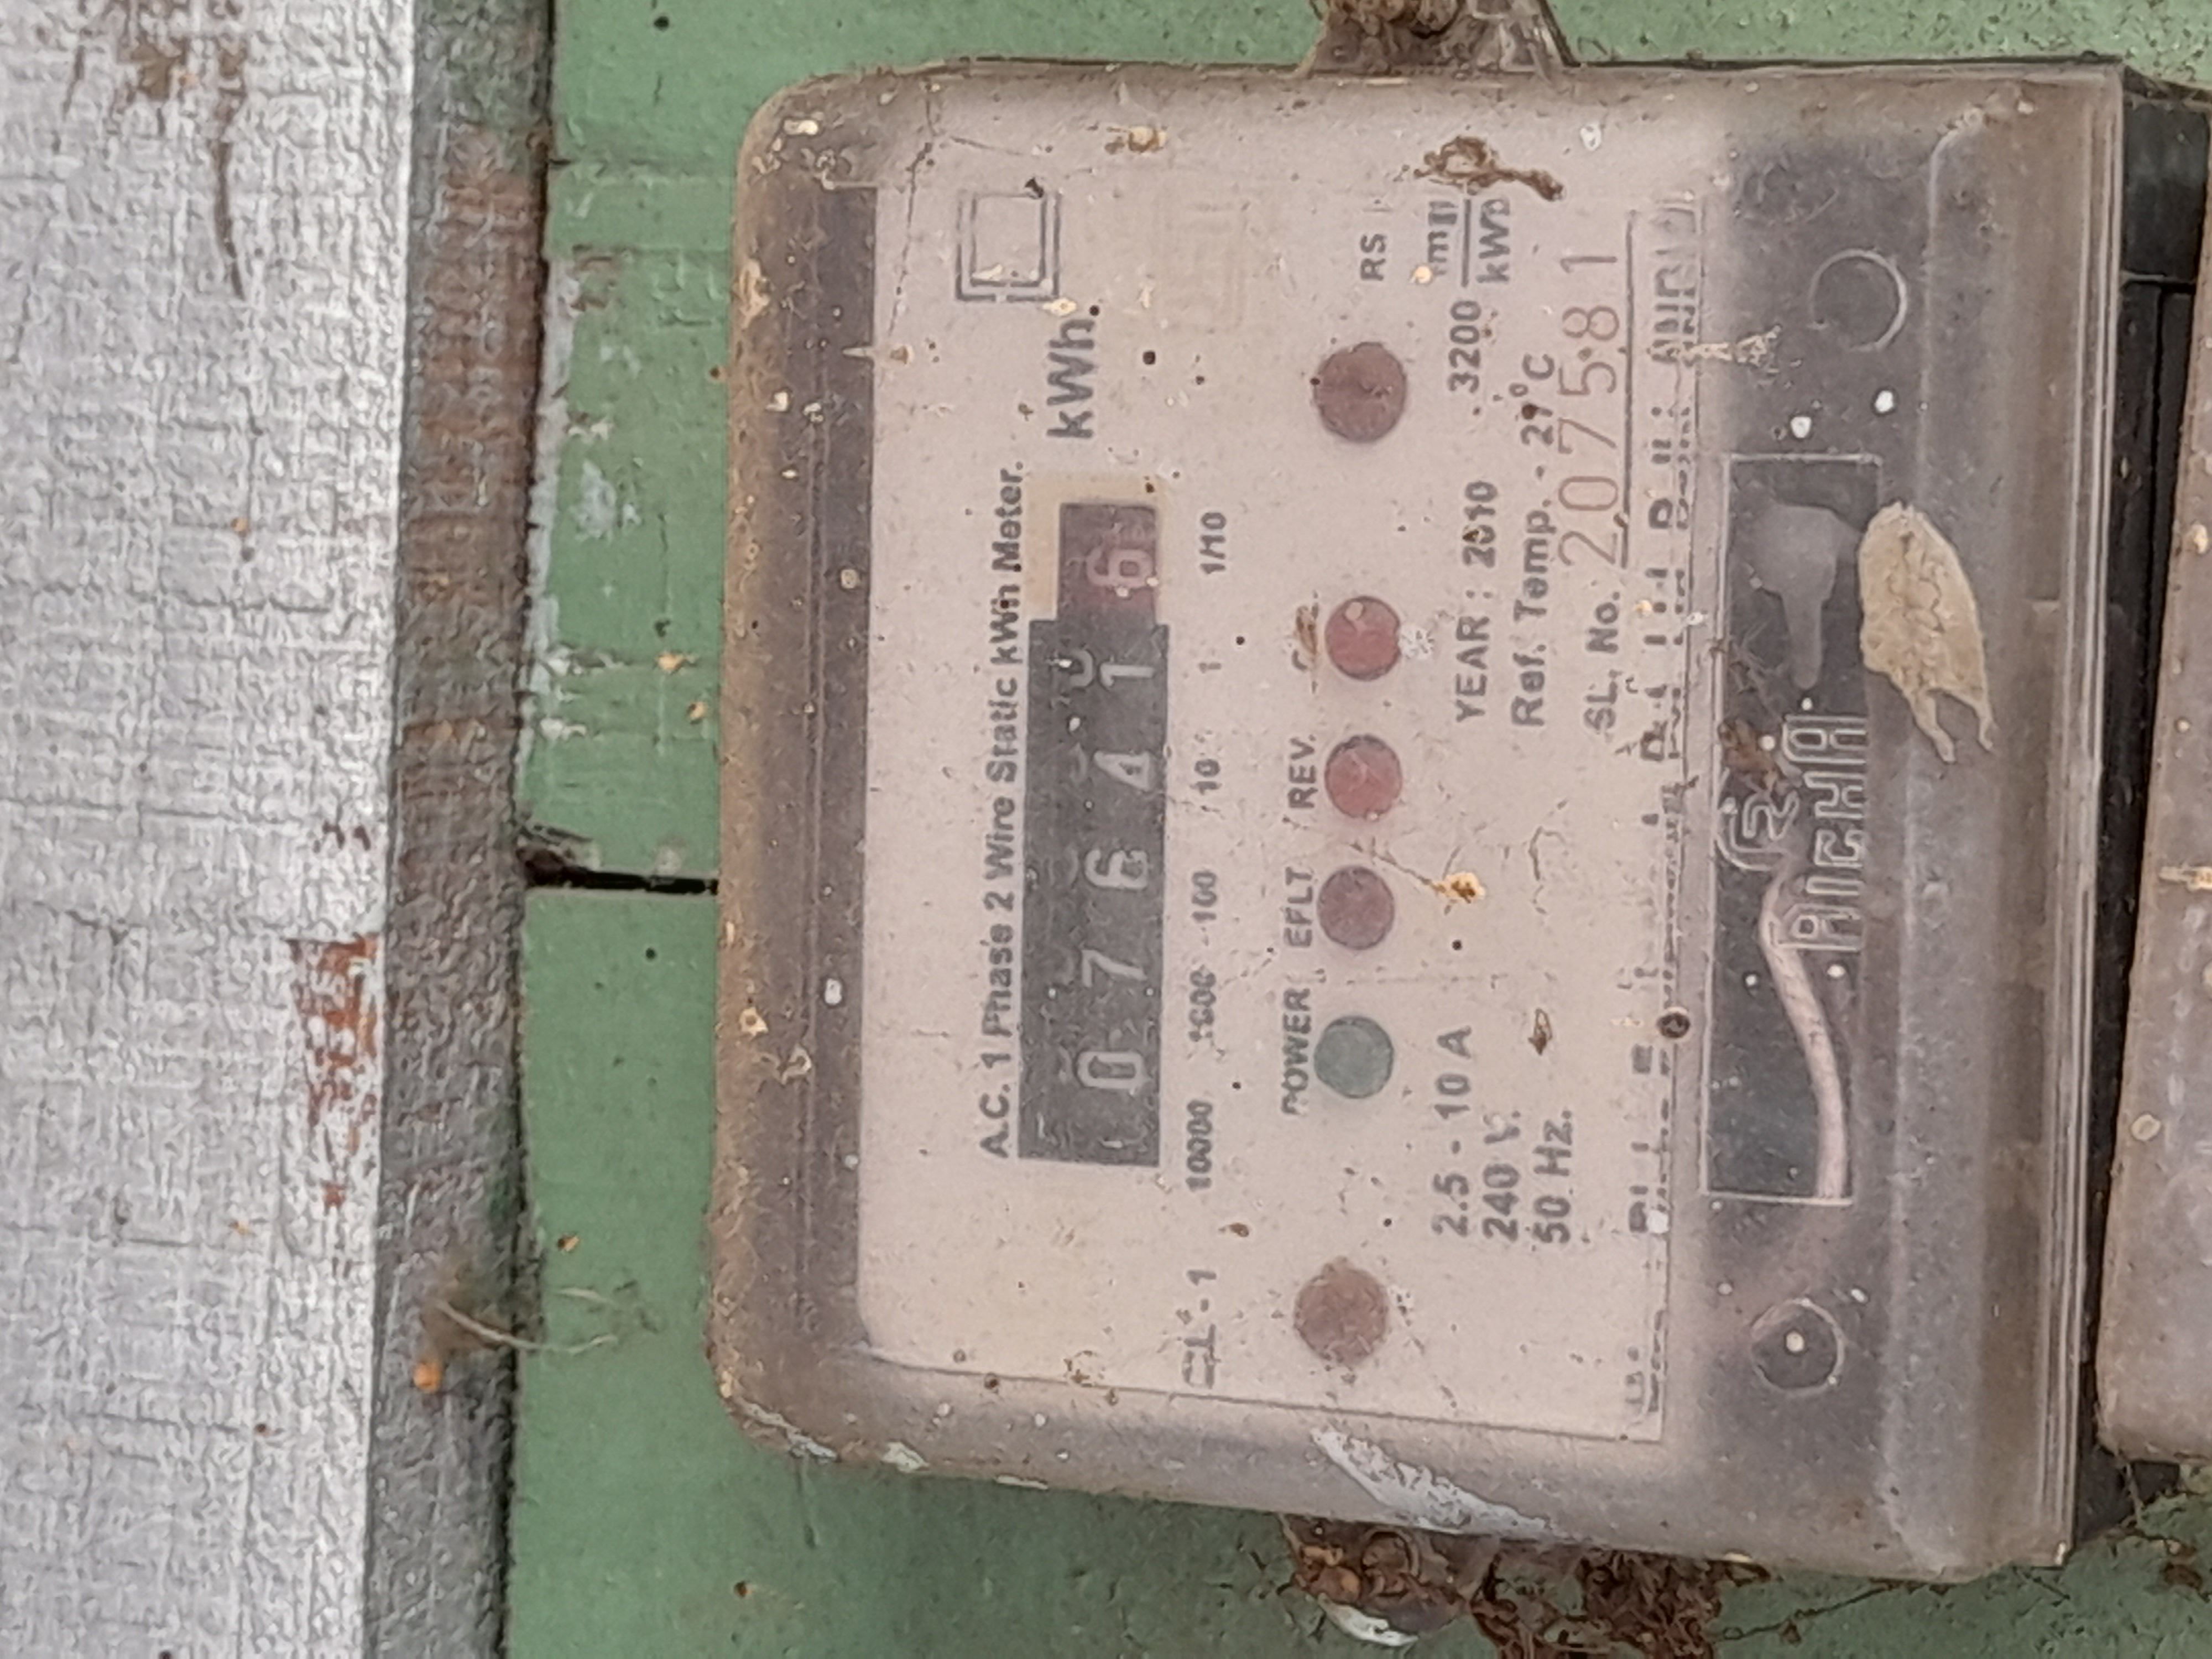 A.C. 1 Phase 2 Wire Static kWh Meter.
0 7 6 4 1 6 kWh.
10000 1000 100 10 1 1/10
CL - 1
POWER EFLT REV.
RS
2.5 - 10 A
240 V.
50 Hz.
3200 imp/kWh
YEAR : 2010
Ref. Temp. - 27°C
SL. No. 207581
RICHA